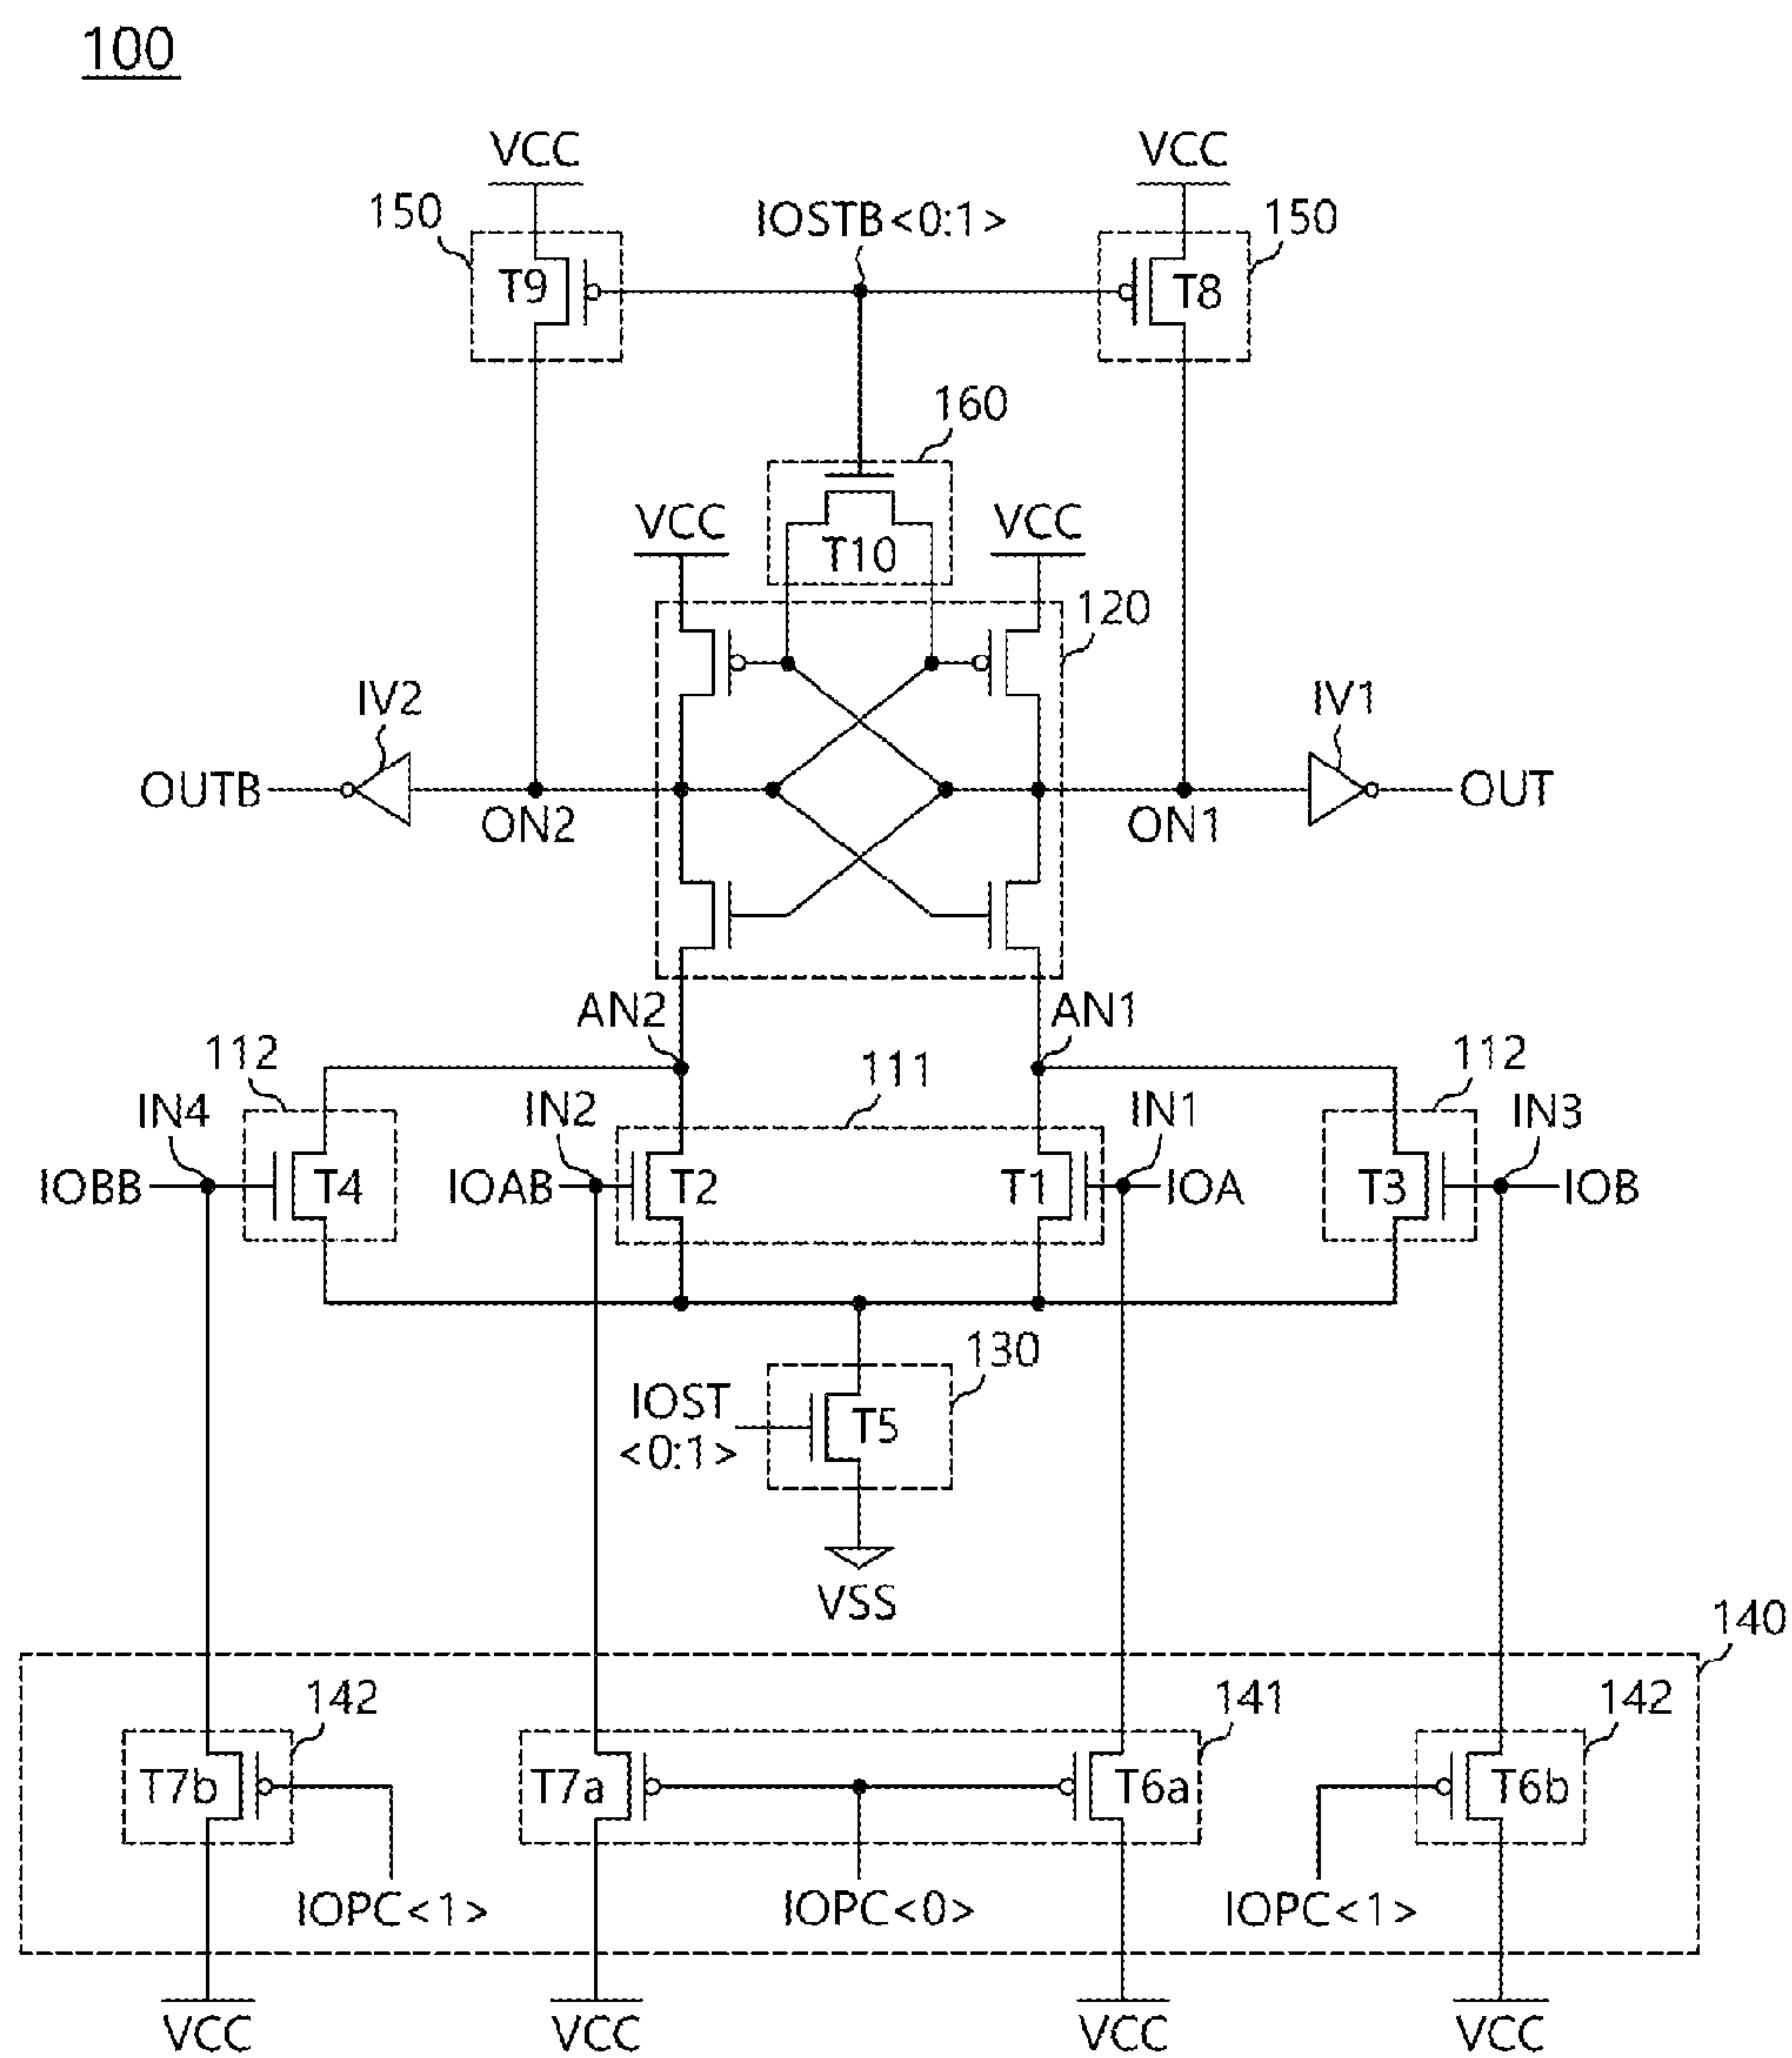 100
VCC
VCC
150
IOSTB<0:1>
150
T9
T8
160
VCC
T10
VCC
120
IV2
IV1
OUTB
ON2
ON1
OUT
AN2
AN1
112
111
112
IN4
IN2
IN1
IN3
IOBB
T4
IOAB
T2
T1
IOA
T3
IOB
130
IOST
<0:1>
T5
VSS
140
142
141
142
T7b
T7a
T6a
T6b
IOPC<1>
IOPC<0>
IOPC<1>
VCC
VCC
VCC
VCC